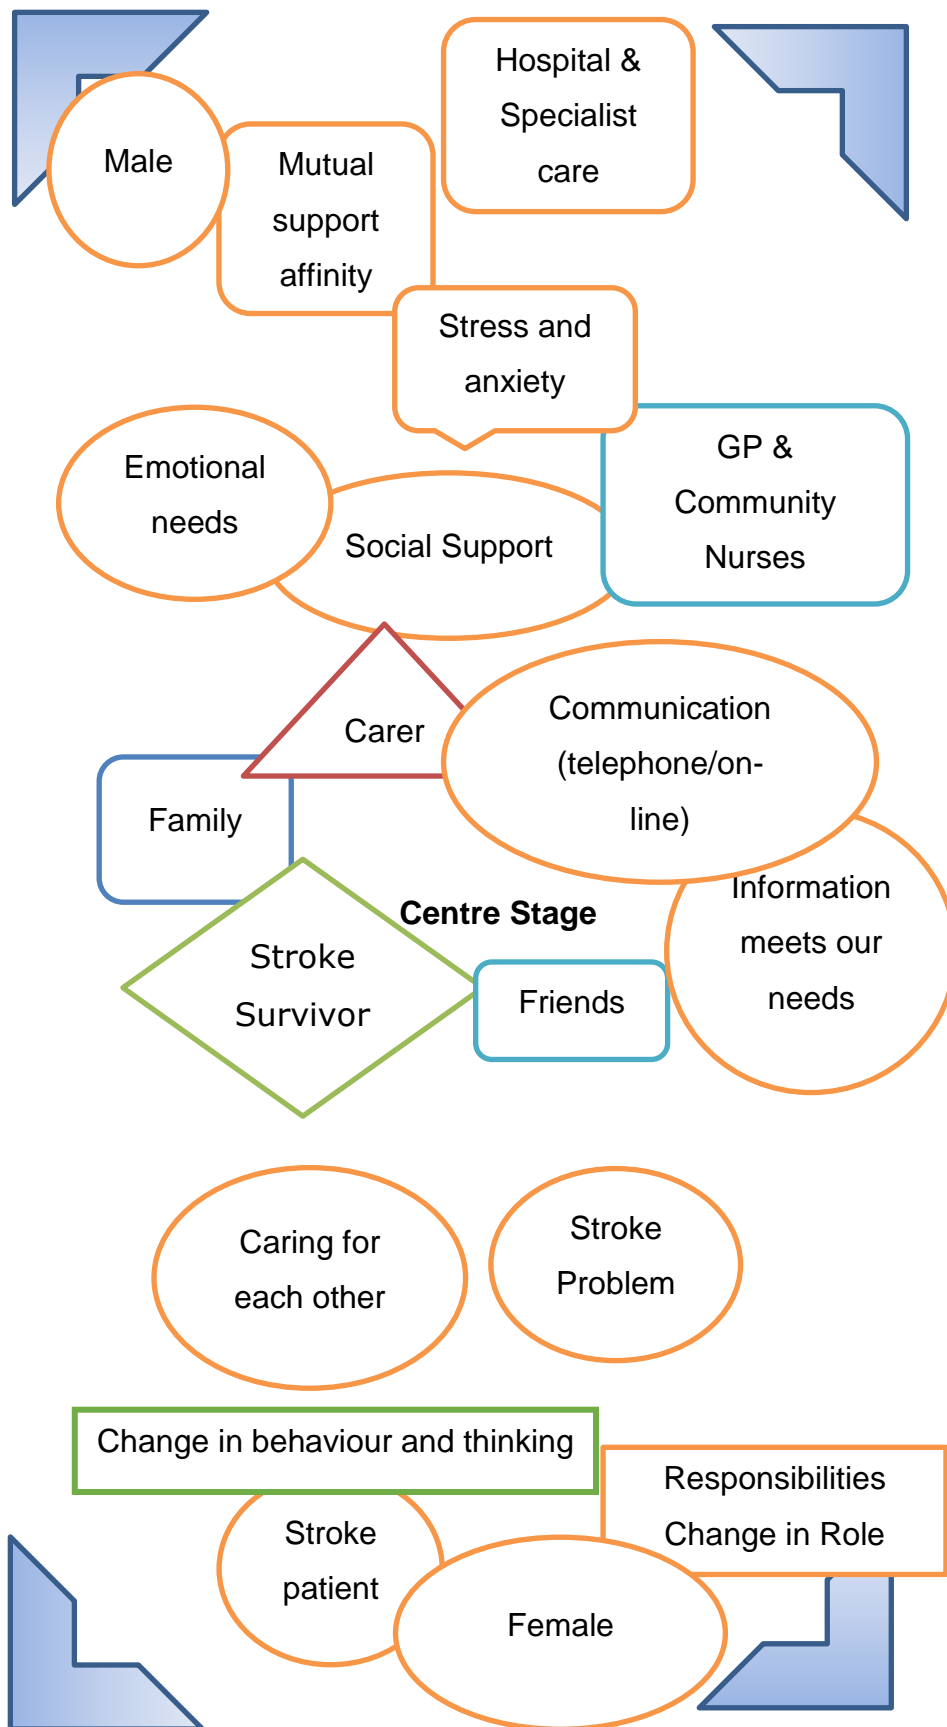 Hospital &
Specialist
care
Male
Mutual
support
affinity
Stress and
anxiety
GP &
Community
Nurses
Emotional
needs
Social Support
Carer
Communication
(telephone/on-
line)
Family
Information
meets our
needs
Centre Stage
Stroke
Survivor
Friends
Caring for
each other
Stroke
Problem
Change in behaviour and thinking
Responsibilities
Change in Role
Stroke
patient
Female